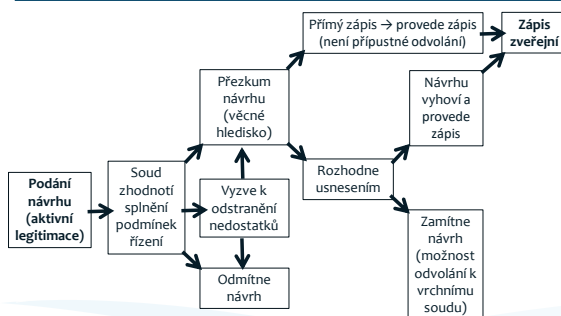 Přímý zápis → provede zápis
(není přípustné odvolání)
Zápis
zveřejní
Přezkum
návrhu
(věcné
hledisko)
Návrhu
vyhoví a
provede
zápis
Podání
návrhu
(aktivní
legitimace)
Soud
zhodnotí
splnění
podmínek
řízení
Vyzve k
odstranění
nedostatků
Rozhodne
usnesením
Odmítne
návrh
Zamítne
návrh
(možnost
odvolání k
vrchnímu
soudu)